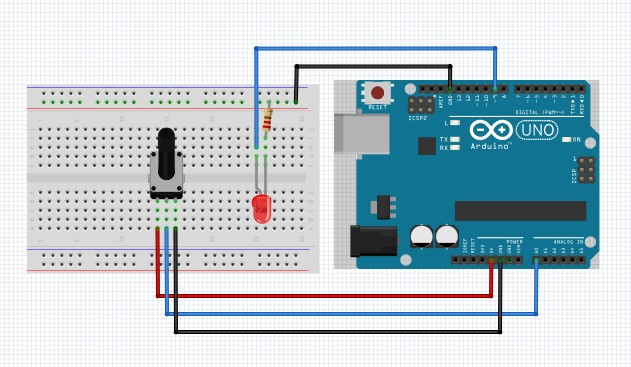 RESET
ICSP2
AREF
GND
13
12
~11
~10
~9
8
7
~6
~5
4
~3
2
TX▶1
RX◀0
DIGITAL (PWM=~)
L
TX
RX
UNO
Arduino™
ON
1
ICSP
POWER
ANALOG IN
IOREF
RESET
3V3
5V
GND
GND
VIN
A0
A1
A2
A3
A4
A5